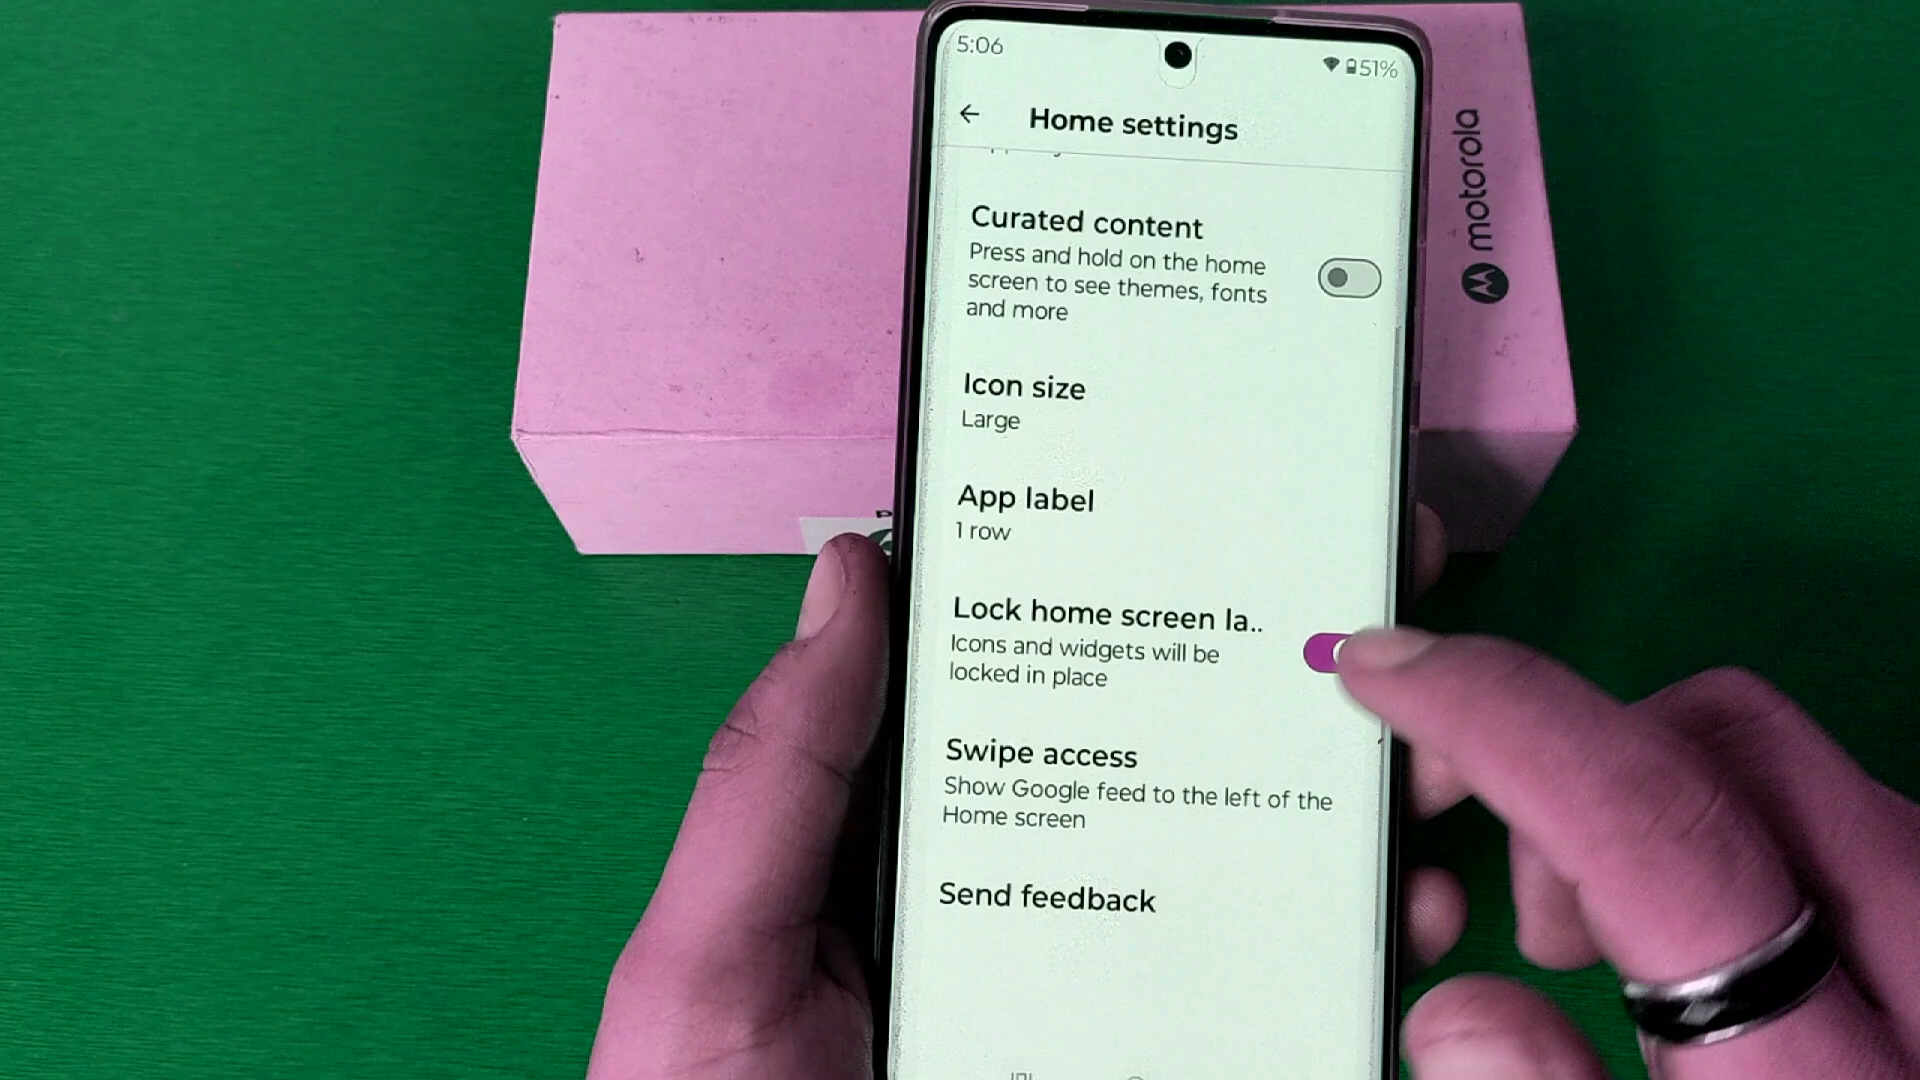 5:06
51%
Home settings
Curated content
Press and hold on the home
screen to see themes, fonts
and more
Icon size
Large
App label
1 row
Lock home screen la..
Icons and widgets will be
locked in place
Swipe access
Show Google feed to the left of the
Home screen
Send feedback
motorola